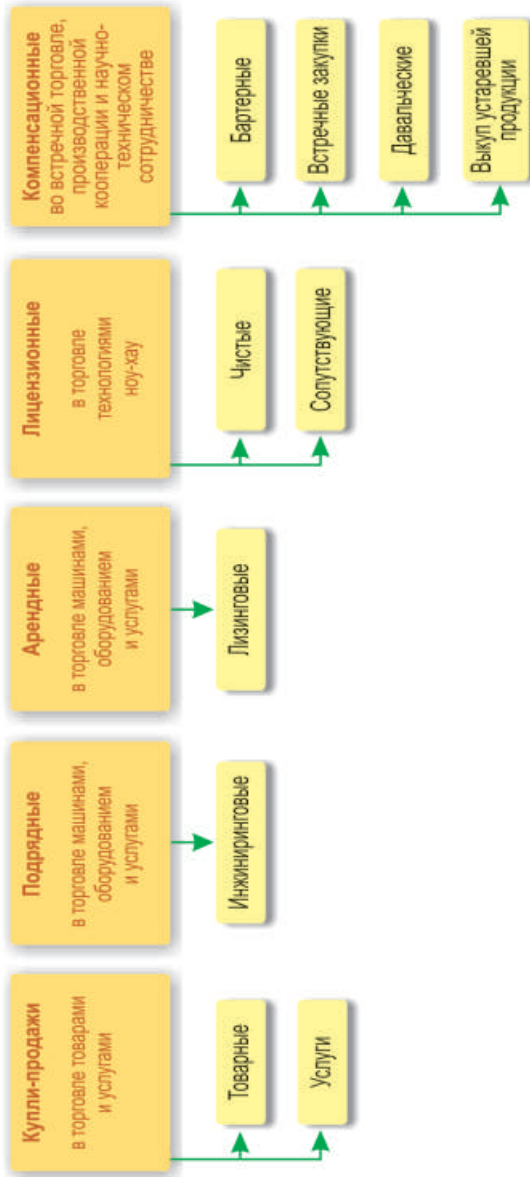 Купли-продажи
в торговле товарами
и услугами
Товарные
Услуги
Подрядные
в торговле машинами,
оборудованием
и услугами
Инжиниринговые
Арендные
в торговле машинами,
оборудованием
и услугами
Лизинговые
Лицензионные
в торговле
технологиями
ноу-хау
Чистые
Сопутствующие
Компенсационные
во встречной торговле,
производственной
кооперации и научно-
техническом
сотрудничестве
Бартерные
Встречные закупки
Давальческие
Выкуп устаревшей
продукции